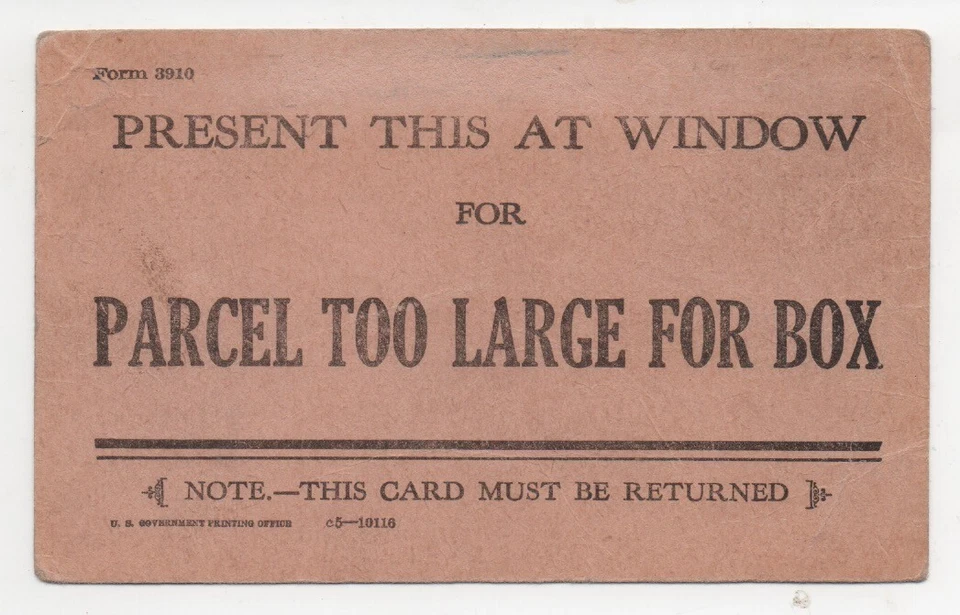 Form 3910
PRESENT THIS AT WINDOW
FOR
PARCEL TOO LARGE FOR BOX
NOTE.—THIS CARD MUST BE RETURNED
U. S. GOVERNMENT PRINTING OFFICE c5—10116